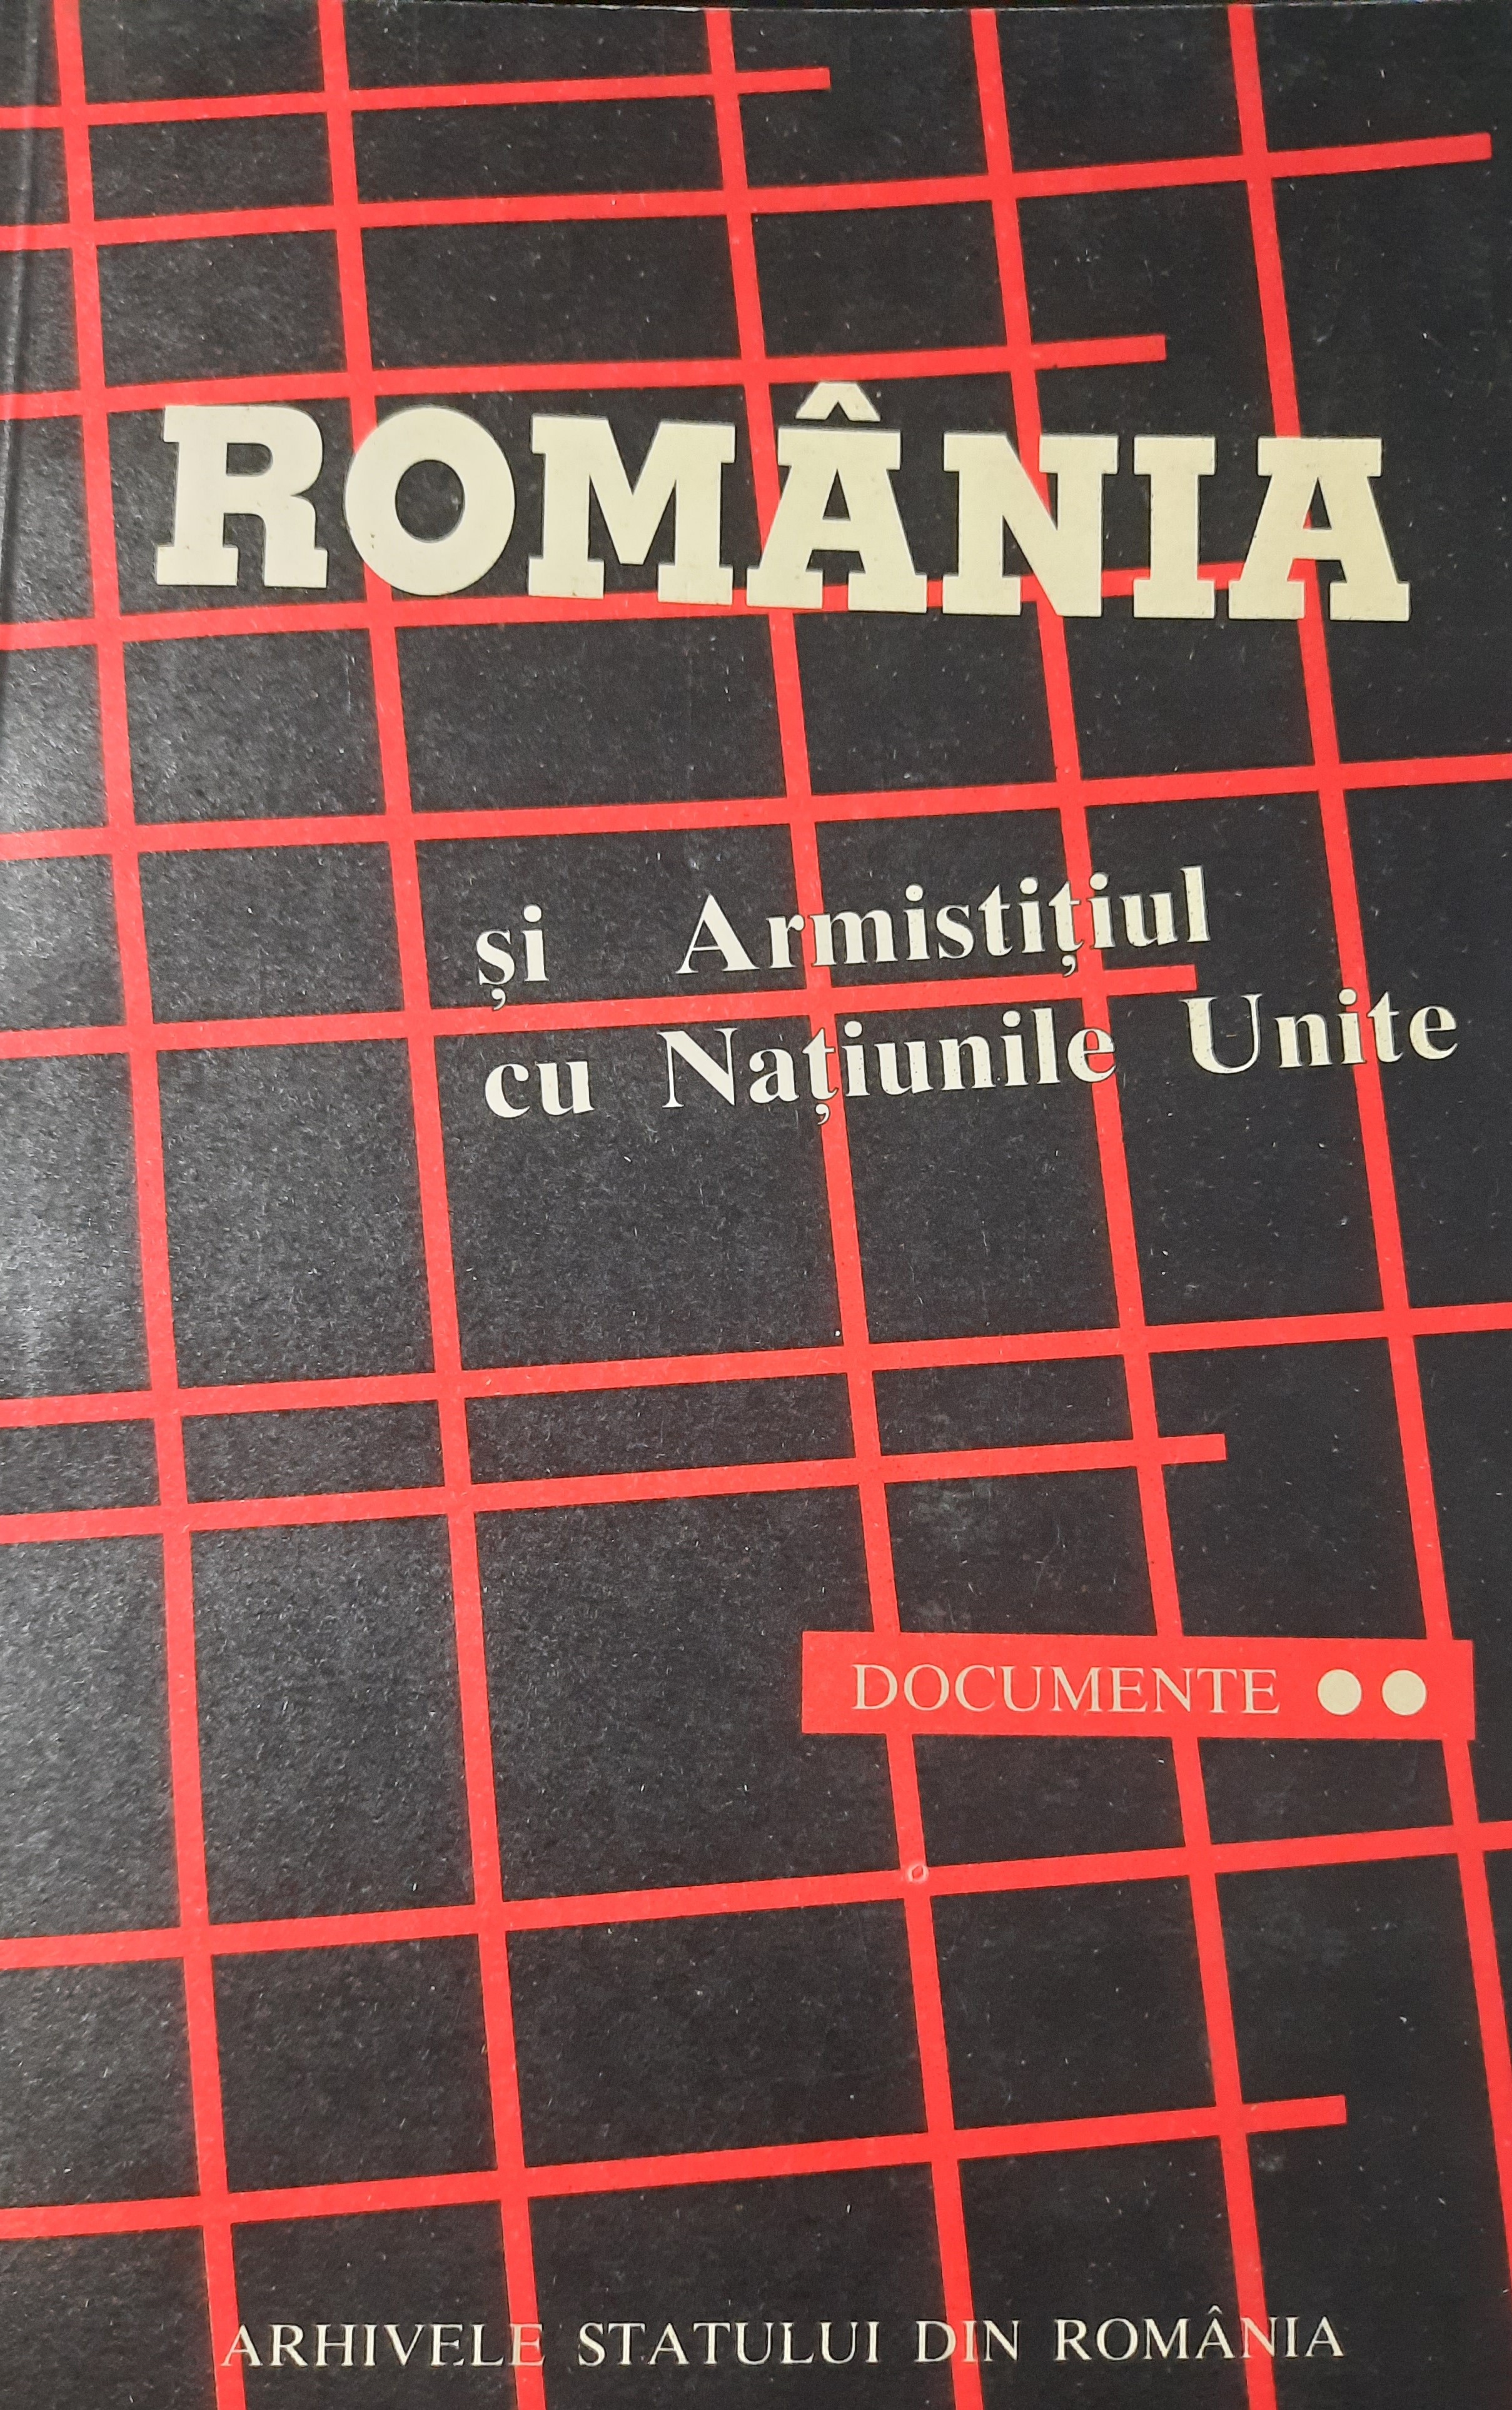 ROMÂNIA
și Armistițiul
cu Națiunile Unite
DOCUMENTE ●●
ARHIVELE STATULUI DIN ROMÂNIA